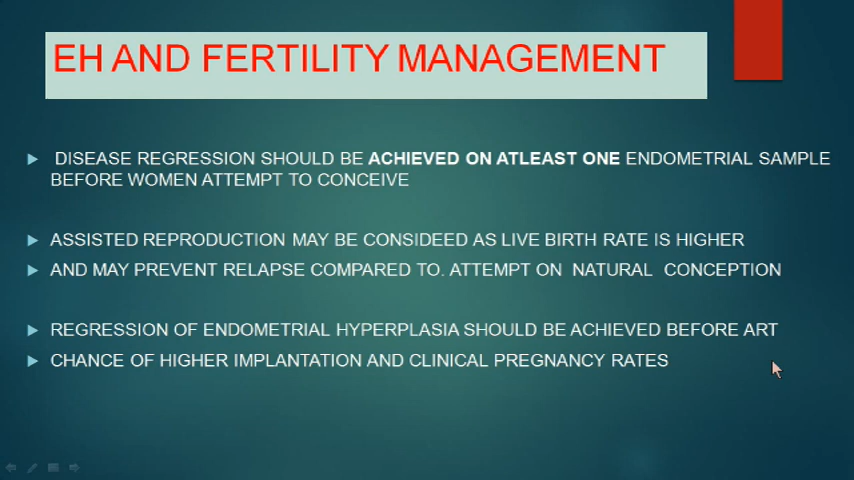 EH AND FERTILITY MANAGEMENT
DISEASE REGRESSION SHOULD BE ACHIEVED ON ATLEAST ONE ENDOMETRIAL SAMPLE
BEFORE WOMEN ATTEMPT TO CONCEIVE
ASSISTED REPRODUCTION MAY BE CONSIDEED AS LIVE BIRTH RATE IS HIGHER
AND MAY PREVENT RELAPSE COMPARED TO. ATTEMPT ON NATURAL CONCEPTION
REGRESSION OF ENDOMETRIAL HYPERPLASIA SHOULD BE ACHIEVED BEFORE ART
CHANCE OF HIGHER IMPLANTATION AND CLINICAL PREGNANCY RATES